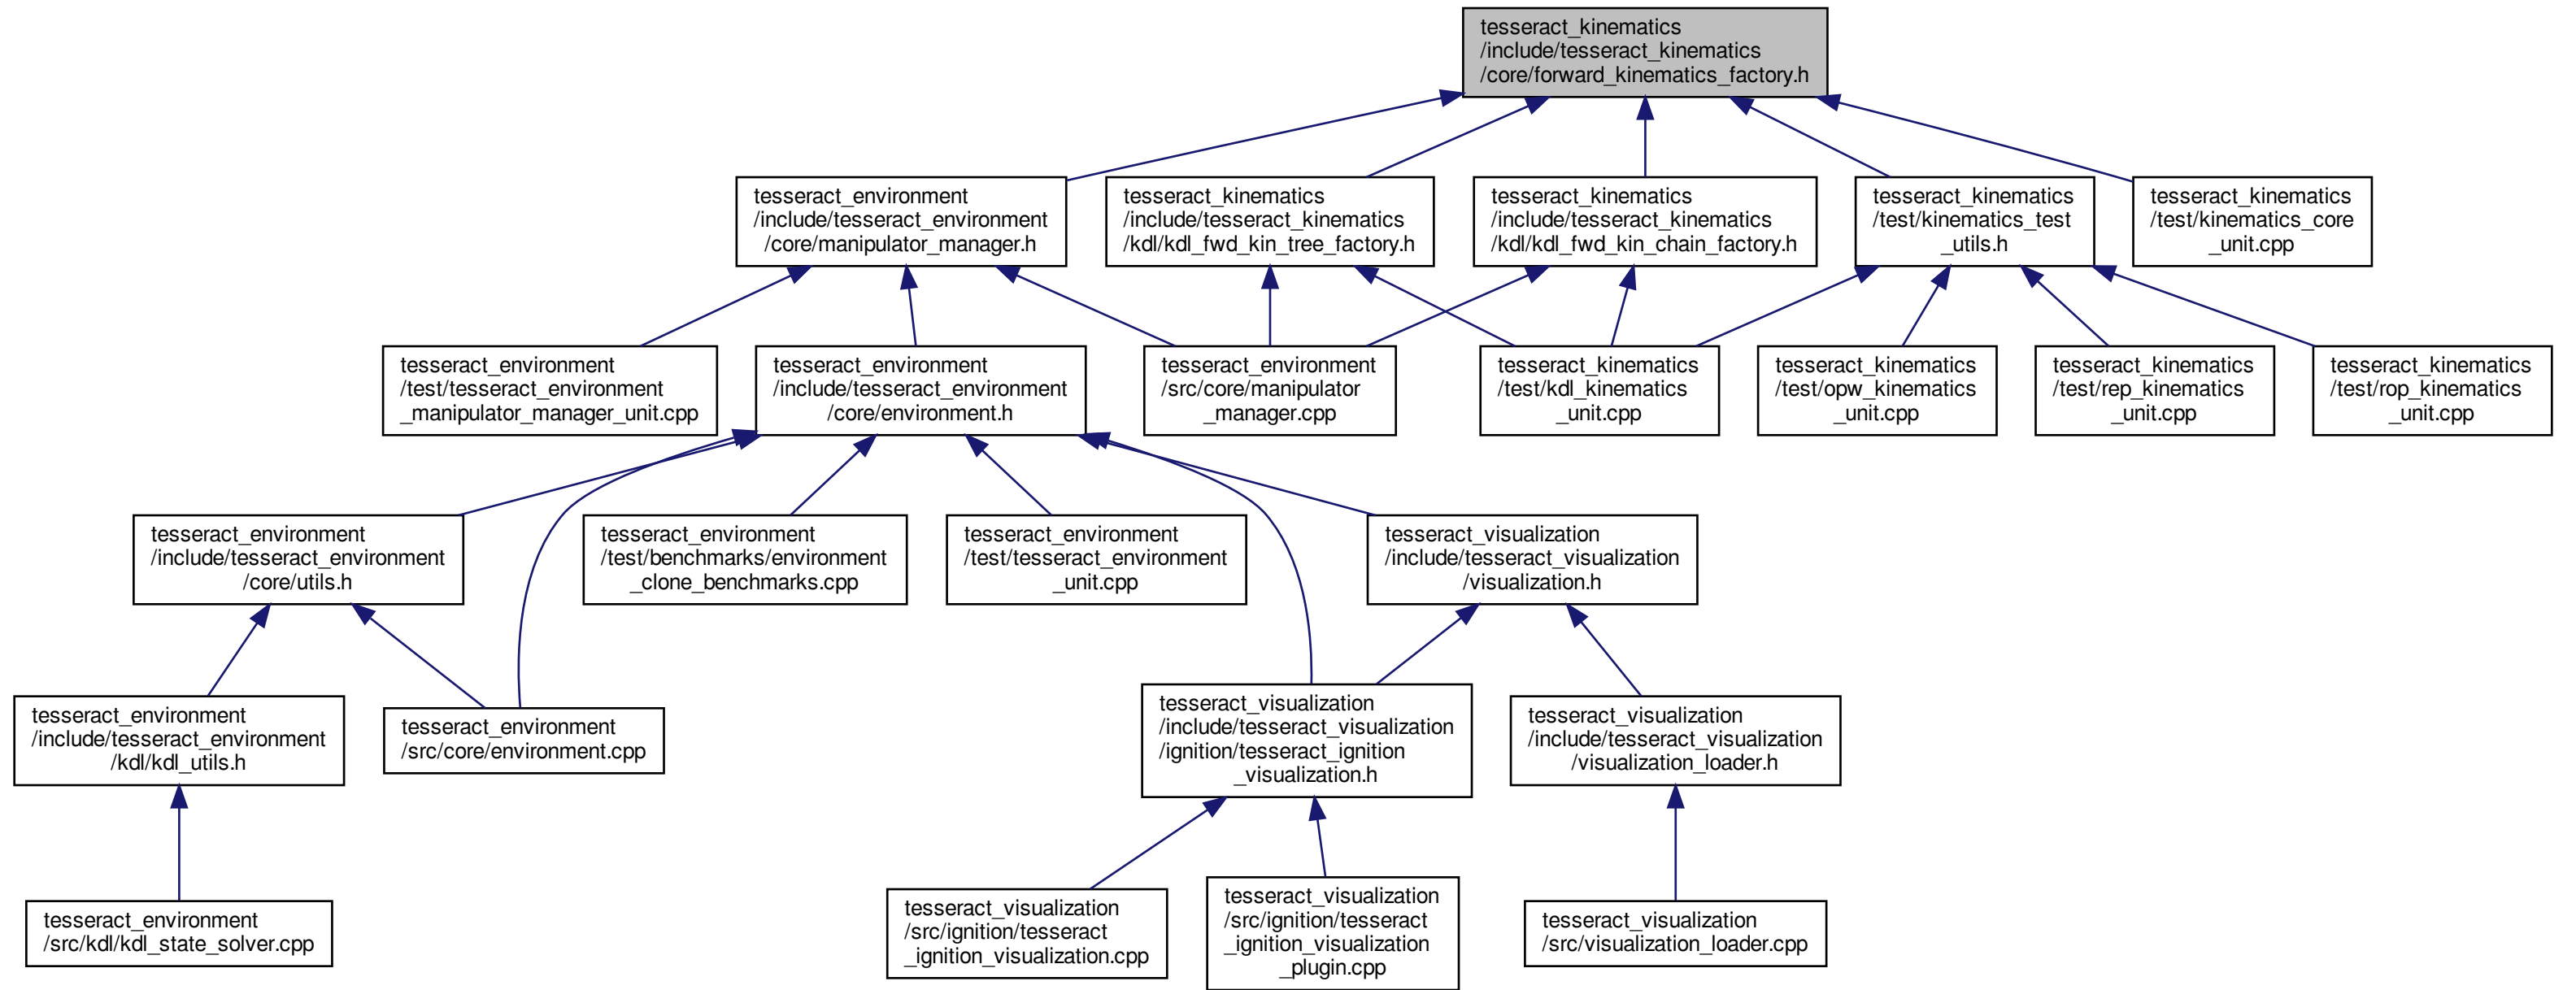 tesseract_kinematics
/include/tesseract_kinematics
/core/forward_kinematics_factory.h
tesseract_environment
/include/tesseract_environment
/core/manipulator_manager.h
tesseract_kinematics
/include/tesseract_kinematics
/kdl/kdl_fwd_kin_tree_factory.h
tesseract_kinematics
/include/tesseract_kinematics
/kdl/kdl_fwd_kin_chain_factory.h
tesseract_kinematics
/test/kinematics_test
_utils.h
tesseract_kinematics
/test/kinematics_core
_unit.cpp
tesseract_environment
/test/tesseract_environment
_manipulator_manager_unit.cpp
tesseract_environment
/include/tesseract_environment
/core/environment.h
tesseract_environment
/src/core/manipulator
_manager.cpp
tesseract_kinematics
/test/kdl_kinematics
_unit.cpp
tesseract_kinematics
/test/opw_kinematics
_unit.cpp
tesseract_kinematics
/test/rep_kinematics
_unit.cpp
tesseract_kinematics
/test/rop_kinematics
_unit.cpp
tesseract_environment
/include/tesseract_environment
/core/utils.h
tesseract_environment
/test/benchmarks/environment
_clone_benchmarks.cpp
tesseract_environment
/test/tesseract_environment
_unit.cpp
tesseract_visualization
/include/tesseract_visualization
/visualization.h
tesseract_environment
/include/tesseract_environment
/kdl/kdl_utils.h
tesseract_environment
/src/core/environment.cpp
tesseract_visualization
/include/tesseract_visualization
/ignition/tesseract_ignition
_visualization.h
tesseract_visualization
/include/tesseract_visualization
/visualization_loader.h
tesseract_environment
/src/kdl/kdl_state_solver.cpp
tesseract_visualization
/src/ignition/tesseract
_ignition_visualization.cpp
tesseract_visualization
/src/ignition/tesseract
_ignition_visualization
_plugin.cpp
tesseract_visualization
/src/visualization_loader.cpp